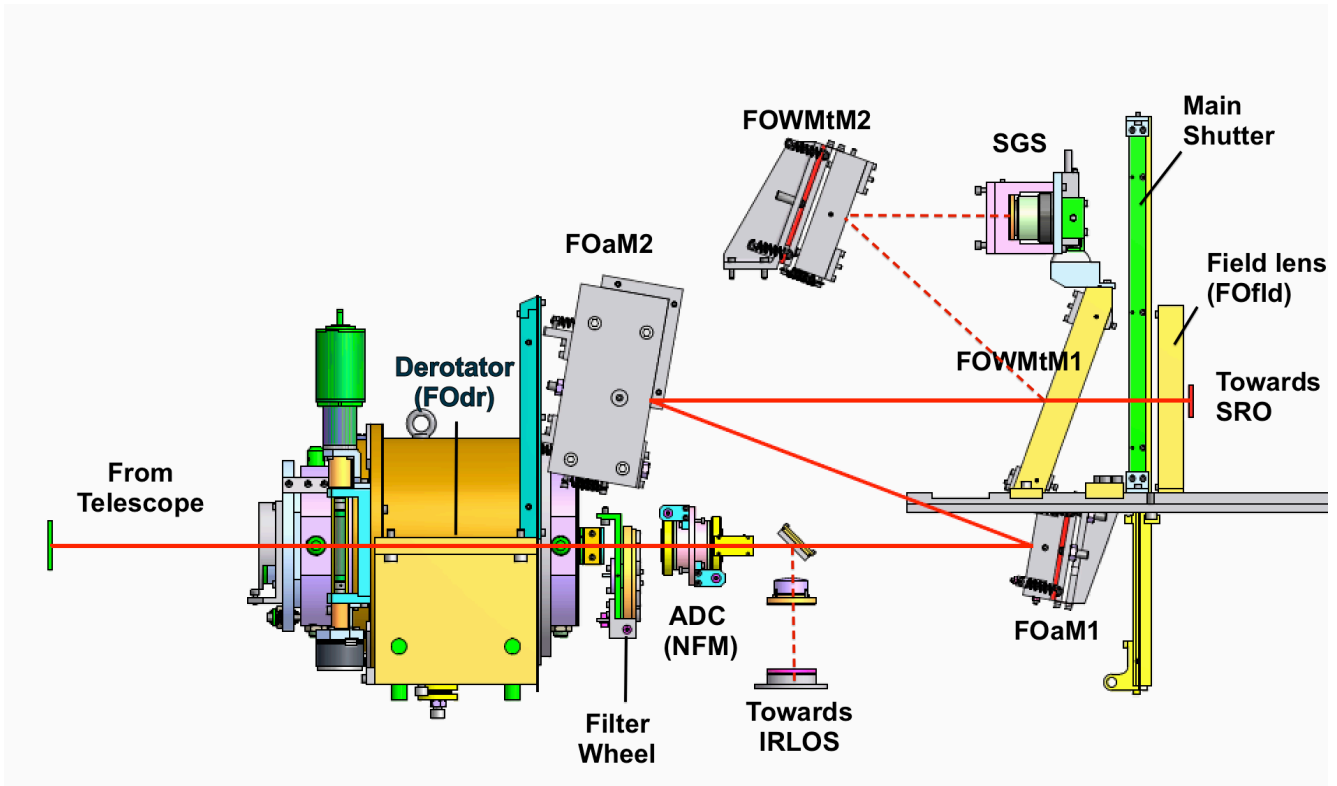 Main
Shutter
FOWMtM2
SGS
FOaM2
Field lens
(FOfld)
Derotator
(FOdr)
FOWMtM1
Towards
SRO
From
Telescope
ADC
(NFM)
FOaM1
Filter
Wheel
Towards
IRLOS